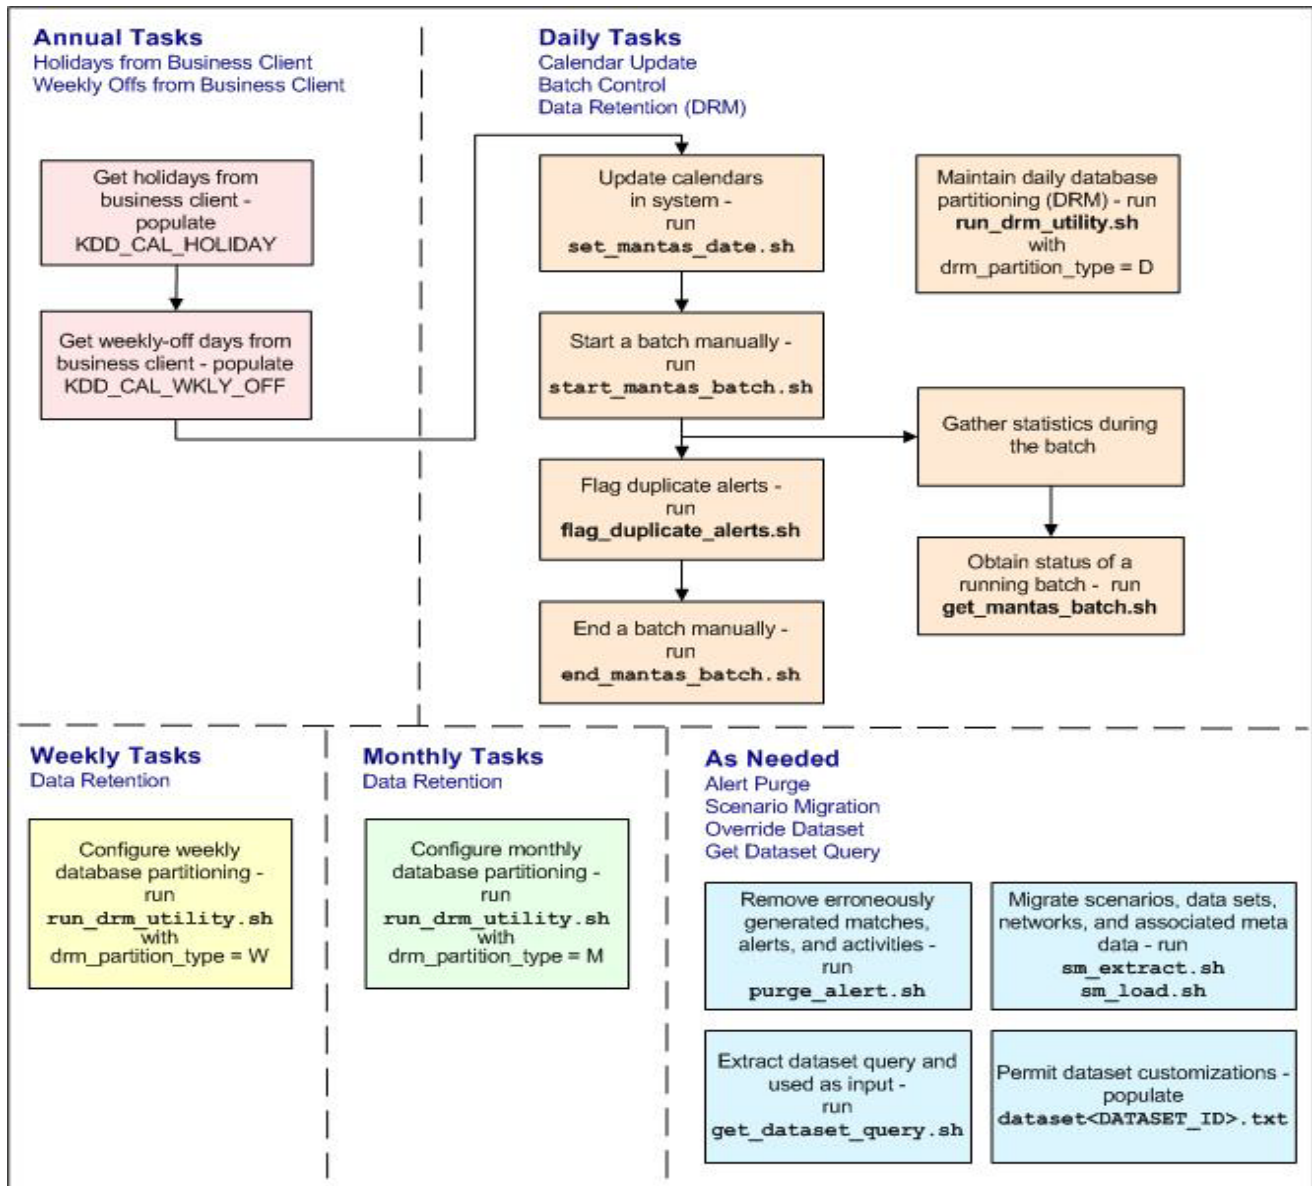 Annual Tasks
Holidays from Business Client
Weekly Offs from Business Client
Get holidays from
business client -
populate
KDD_CAL_HOLIDAY
Get weekly-off days from
business client - populate
KDD_CAL_WKLY_OFF
Daily Tasks
Calendar Update
Batch Control
Data Retention (DRM)
Update calendars
in system -
run
set_mantas_date.sh
Start a batch manually -
run
start_mantas_batch.sh
Flag duplicate alerts -
run
flag_duplicate_alerts.sh
End a batch manually -
run
end_mantas_batch.sh
Maintain daily database
partitioning (DRM) - run
run_drm_utility.sh
with
drm_partition_type = D
Gather statistics during
the batch
Obtain status of a
running batch - run
get_mantas_batch.sh
Weekly Tasks
Data Retention
Configure weekly
database partitioning -
run
run_drm_utility.sh
with
drm_partition_type = W
Monthly Tasks
Data Retention
Configure monthly
database partitioning -
run
run_drm_utility.sh
with
drm_partition_type = M
As Needed
Alert Purge
Scenario Migration
Override Dataset
Get Dataset Query
Remove erroneously
generated matches,
alerts, and activities -
run
purge_alert.sh
Migrate scenarios, data sets,
networks, and associated meta
data - run
sm_extract.sh
sm_load.sh
Extract dataset query and
used as input -
run
get_dataset_query.sh
Permit dataset customizations -
populate
dataset<DATASET_ID>.txt